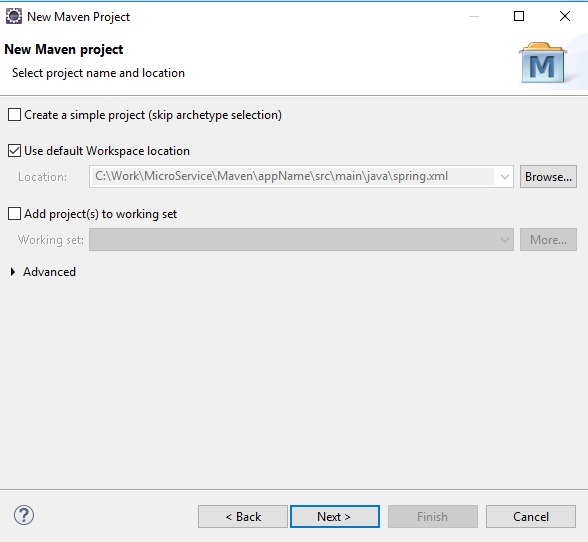 New Maven Project
New Maven project
Select project name and location
M
Create a simple project (skip archetype selection)
Use default Workspace location
Location: C:\Work\MicroService\Maven\appName\src\main\java\spring.xml Browse...
Add project(s) to working set
Working set: More...
Advanced
? < Back Next > Finish Cancel